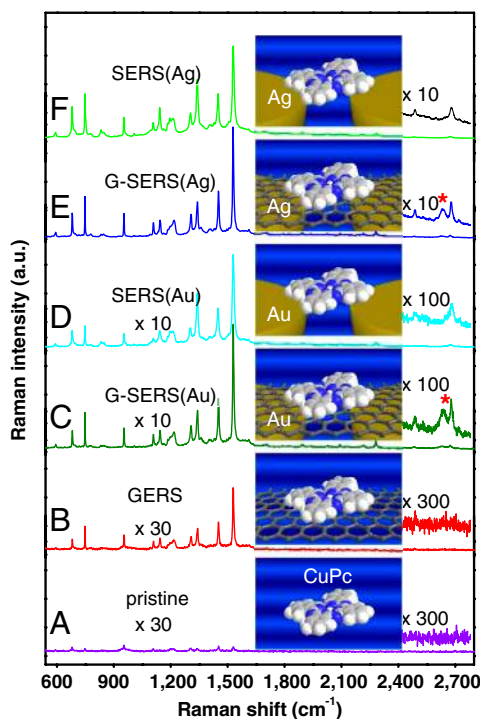 SERS(Ag)
F
Ag
x 10
G-SERS(Ag)
E
Ag
x 10
*
SERS(Au)
D
x 10
Au
x 100
G-SERS(Au)
C
x 10
Au
x 100
*
GERS
B
x 30
x 300
CuPc
pristine
A
x 30
x 300
Raman intensity (a.u.)
600 900 1,200 1,500 1,800 2,100 2,400 2,700
Raman shift (cm⁻¹)